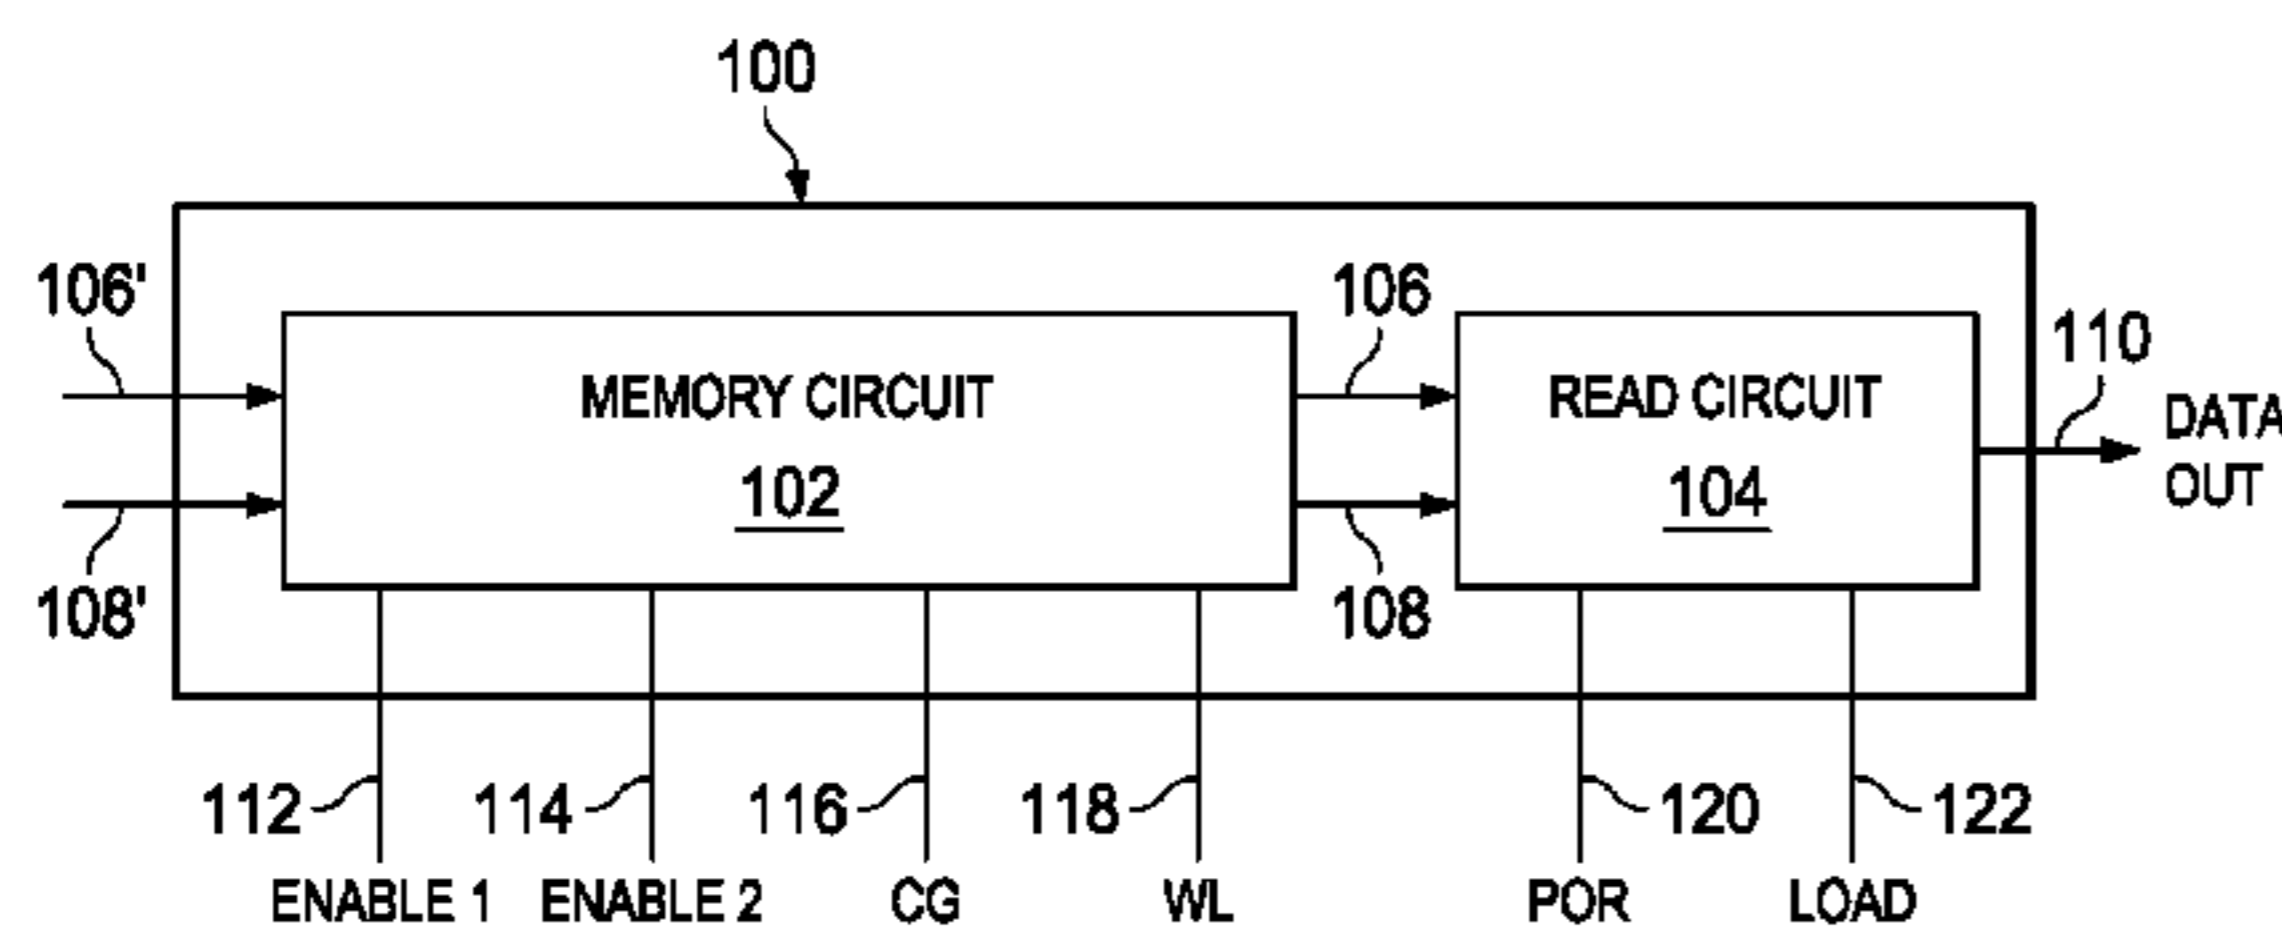 100
106'
106
110
MEMORY CIRCUIT
READ CIRCUIT
DATA
OUT
102
104
108'
108
112
114
116
118
120
122
ENABLE 1
ENABLE 2
CG
WL
POR
LOAD